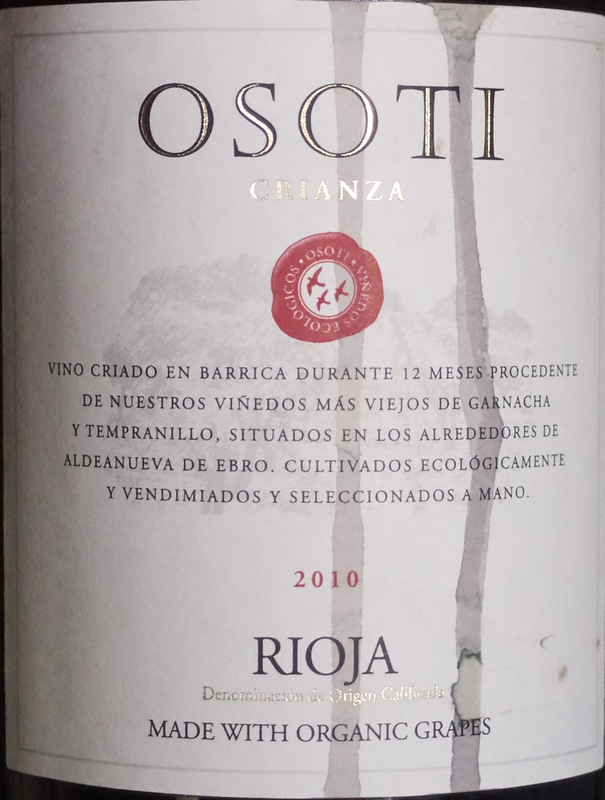 OSOTI
CRIANZA
• OSOTI • VIÑEDOS ECOLÓGICOS
VINO CRIADO EN BARRICA DURANTE 12 MESES PROCEDENTE
DE NUESTROS VIÑEDOS MÁS VIEJOS DE GARNACHA
Y TEMPRANILLO, SITUADOS EN LOS ALREDEDORES DE
ALDEANUEVA DE EBRO. CULTIVADOS ECOLÓGICAMENTE
Y VENDIMIADOS Y SELECCIONADOS A MANO.
2010
RIOJA
Denominación de Origen Calificada
MADE WITH ORGANIC GRAPES